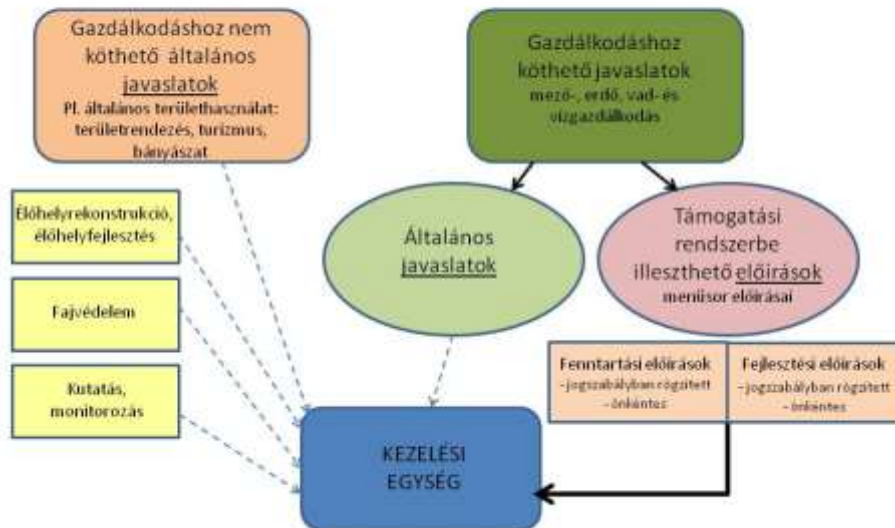 Gazdálkodáshoz nem
köthető általános
javaslatok
Pl. általános területhasználat:
területrendezés, turizmus,
bányászat
Gazdálkodáshoz
köthető javaslatok
mező-, erdő, vad- és
vízgazdálkodás
Élőhelyrekonstrukció,
élőhelyfejlesztés
Fajvédelem
Kutatás,
monitorozás
Általános
javaslatok
Támogatási
rendszerbe
illeszthető előírások
menüsor előírásai
Fenntartási előírások
–jogszabályban rögzített
–önkéntes
Fejlesztési előírások
–jogszabályban rögzített
–önkéntes
KEZELÉSI
EGYSÉG